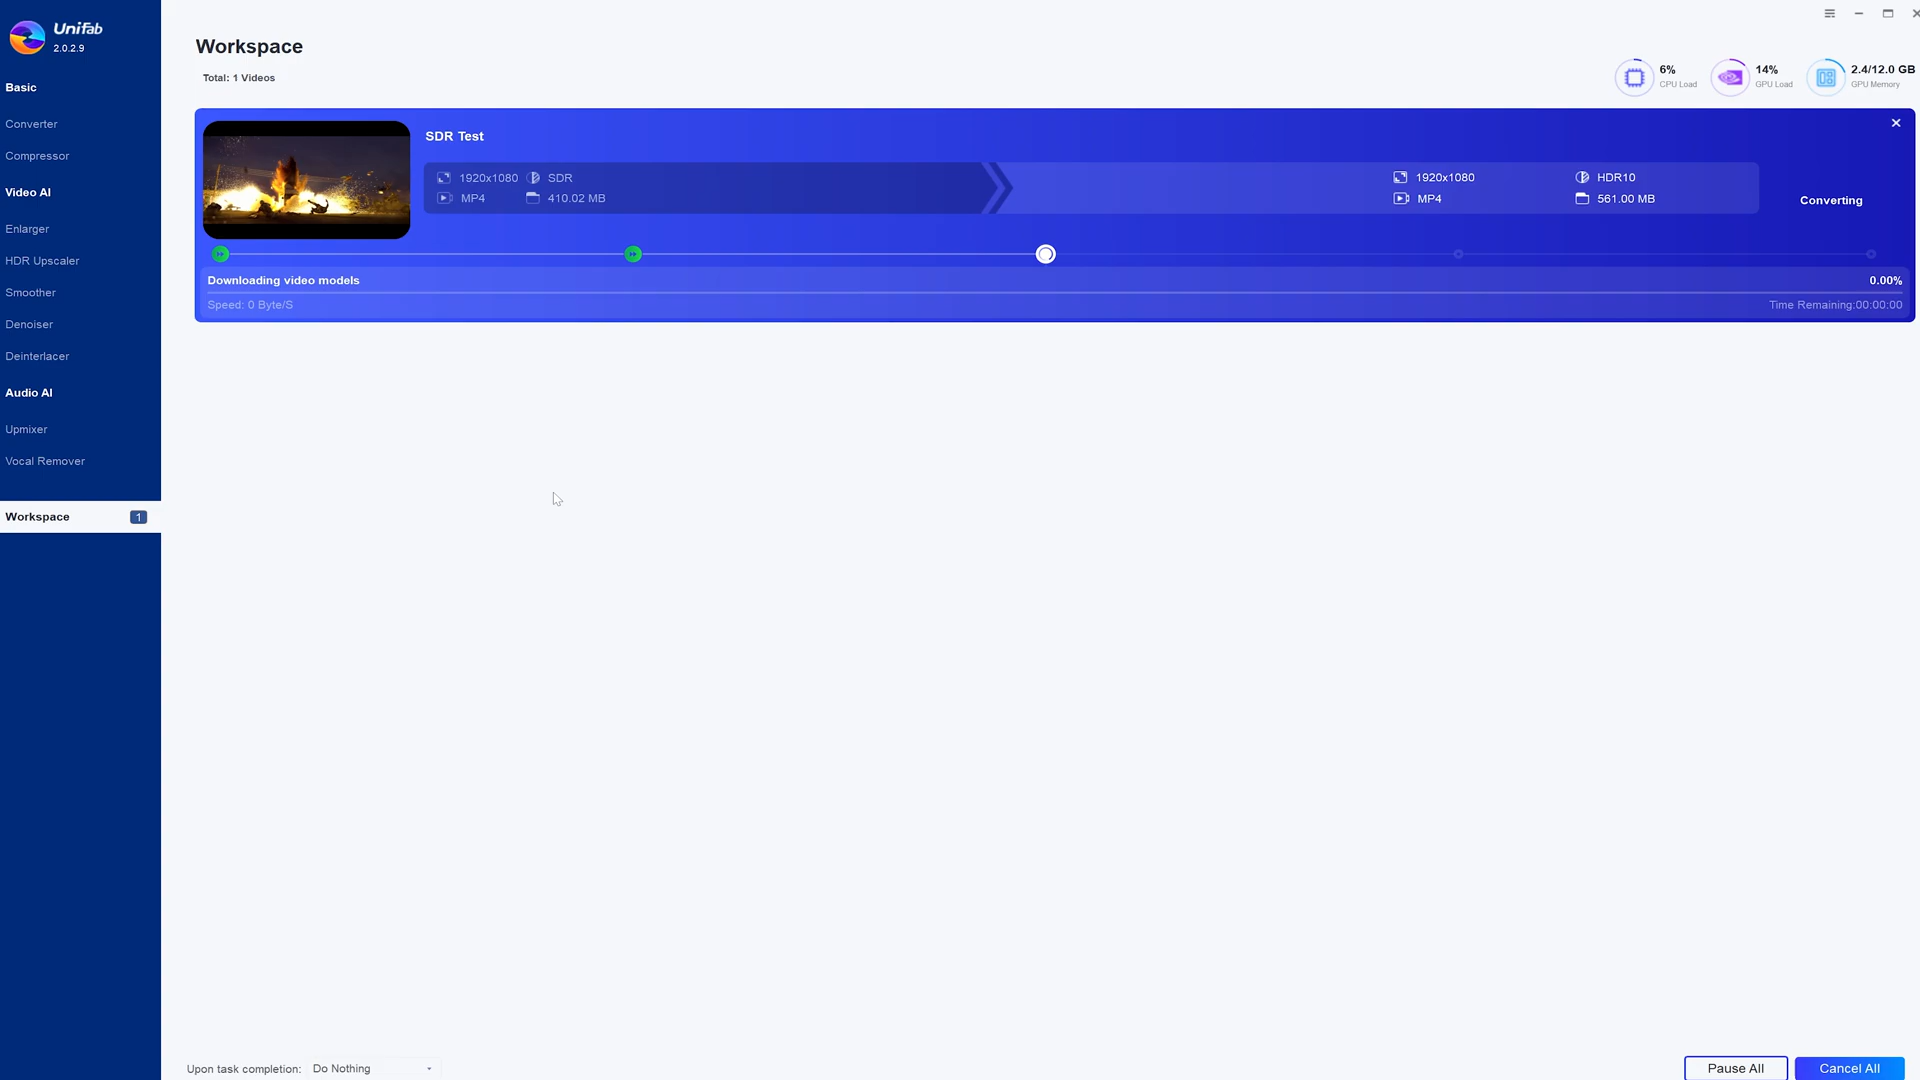 UniFab
2.0.2.9
Basic
Converter
Compressor
Video AI
Enlarger
HDR Upscaler
Smoother
Denoiser
Deinterlacer
Audio AI
Upmixer
Vocal Remover
Workspace 1
Workspace
Total: 1 Videos
6%
CPU Load
14%
GPU Load
2.4/12.0 GB
GPU Memory
SDR Test
1920x1080 SDR
MP4 410.02 MB
1920x1080 HDR10
MP4 561.00 MB
Converting
Downloading video models 0.00%
Speed: 0 Byte/S Time Remaining:00:00:00
Upon task completion: Do Nothing
Pause All
Cancel All